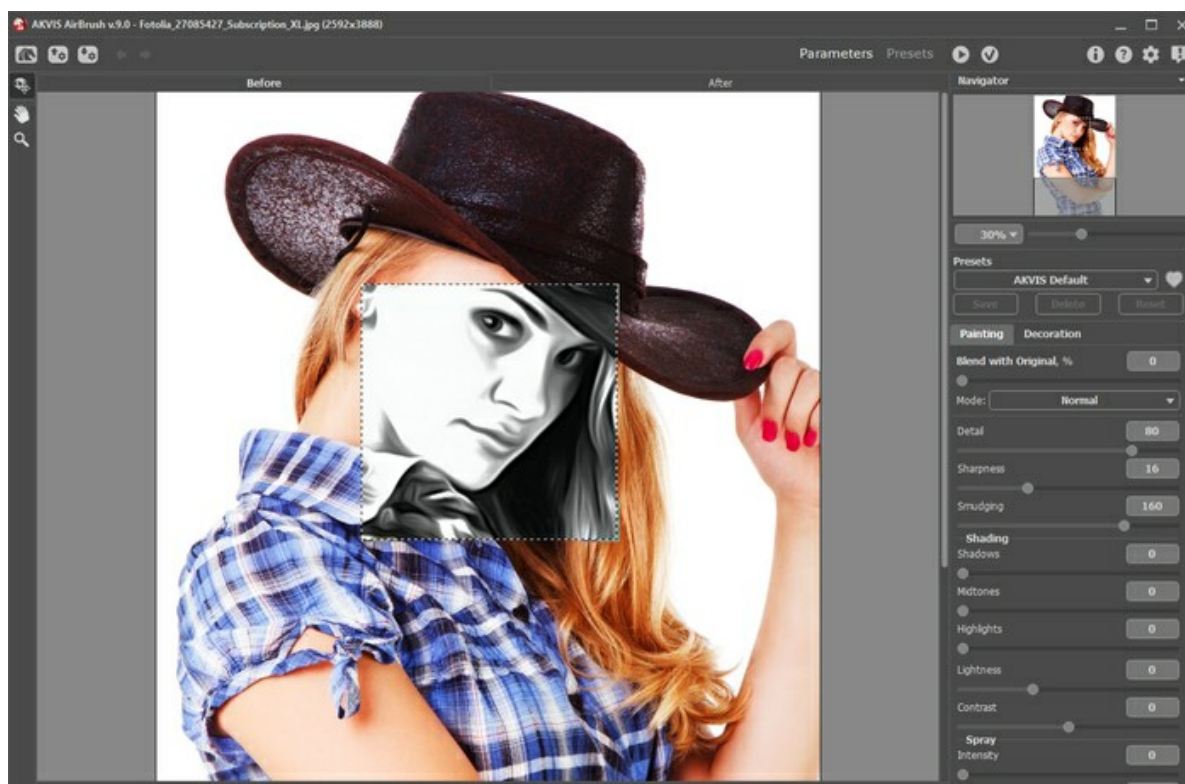 AKVIS AirBrush v.9.0 - Fotolia_27085427_Subscription_XL.jpg (2592x3888)
Parameters Presets
Before After
Navigator
30%
Presets
AKVIS Default
Save Delete Reset
Painting Decoration
Blend with Original, % 0
Mode: Normal
Detail 80
Sharpness 16
Smudging 160
Shading
Shadows 0
Midtones 0
Highlights 0
Lightness 0
Contrast 0
Spray
Intensity 0